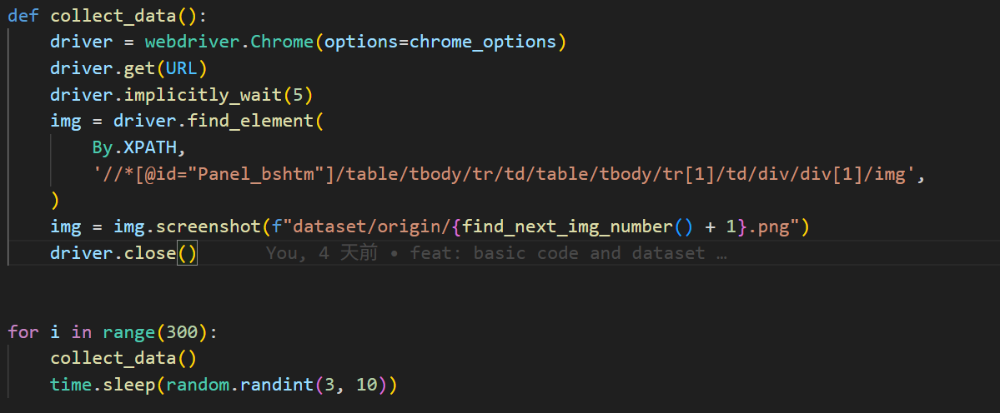 def collect_data():
    driver = webdriver.Chrome(options=chrome_options)
    driver.get(URL)
    driver.implicitly_wait(5)
    img = driver.find_element(
        By.XPATH,
        '//*[@id="Panel_bshtm"]/table/tbody/tr/td/table/tbody/tr[1]/td/div/div[1]/img',
    )
    img = img.screenshot(f"dataset/origin/{find_next_img_number() + 1}.png")
    driver.close()      You, 4 天前 • feat: basic code and dataset …
for i in range(300):
    collect_data()
    time.sleep(random.randint(3, 10))